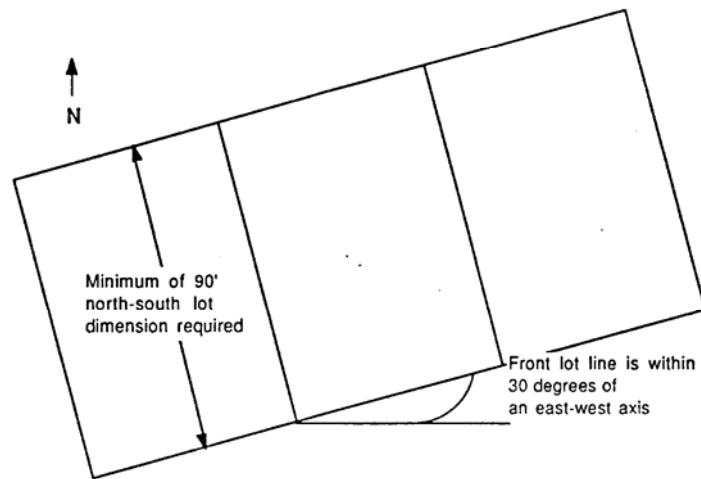 N
Minimum of 90'
north-south lot
dimension required
Front lot line is within
30 degrees of
an east-west axis